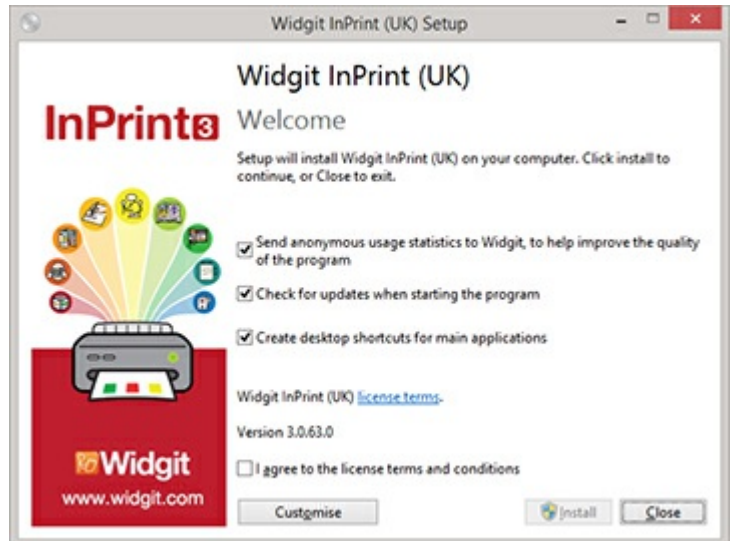 Widgit InPrint (UK) Setup
Widgit InPrint (UK)
InPrint3
Welcome
Setup will install Widgit InPrint (UK) on your computer. Click install to
continue, or Close to exit.
Send anonymous usage statistics to Widgit, to help improve the quality
of the program
Check for updates when starting the program
Create desktop shortcuts for main applications
Widgit InPrint (UK) license terms.
Version 3.0.63.0
I agree to the license terms and conditions
Widgit
www.widgit.com
Customise
Install
Close